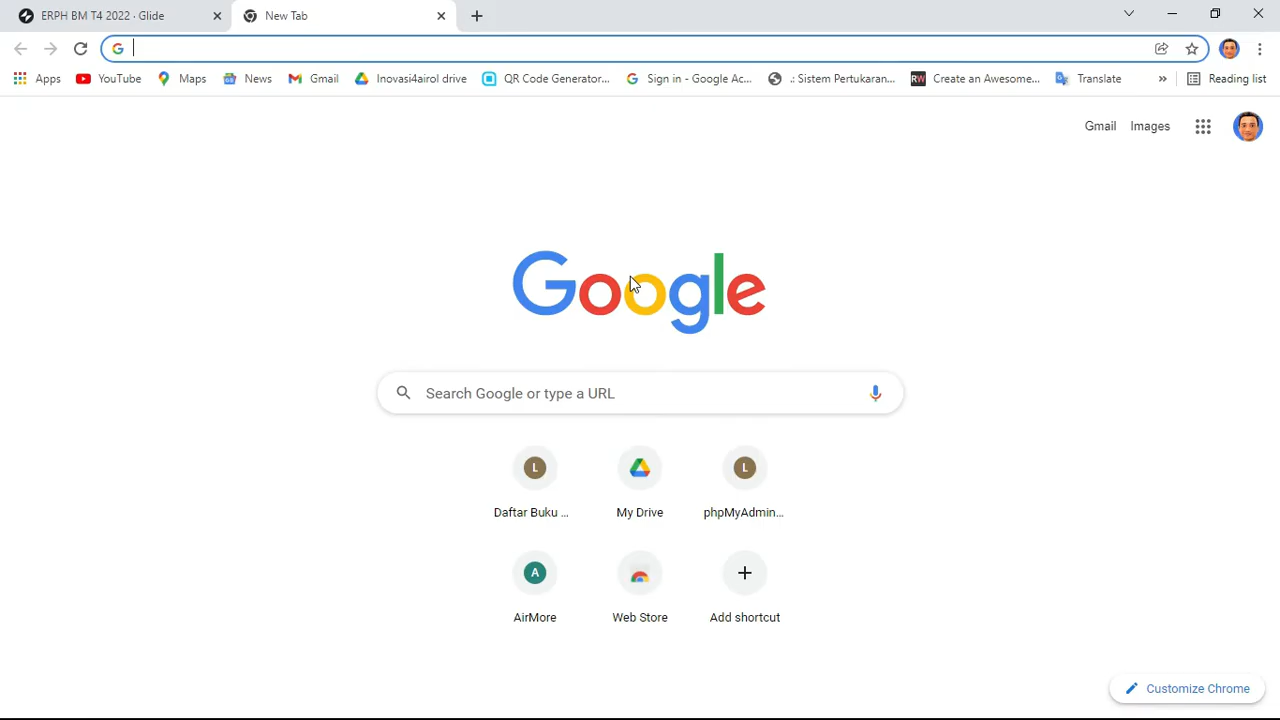 ERPH BM T4 2022 · Glide
New Tab
Apps
YouTube
Maps
News
Gmail
Inovasi4airol drive
QR Code Generator...
Sign in - Google Ac...
.: Sistem Pertukaran...
RW
Create an Awesome...
Translate
»
Reading list
Gmail
Images
Google
Search Google or type a URL
L
L
Daftar Buku ...
My Drive
phpMyAdmin...
A
AirMore
Web Store
Add shortcut
Customize Chrome